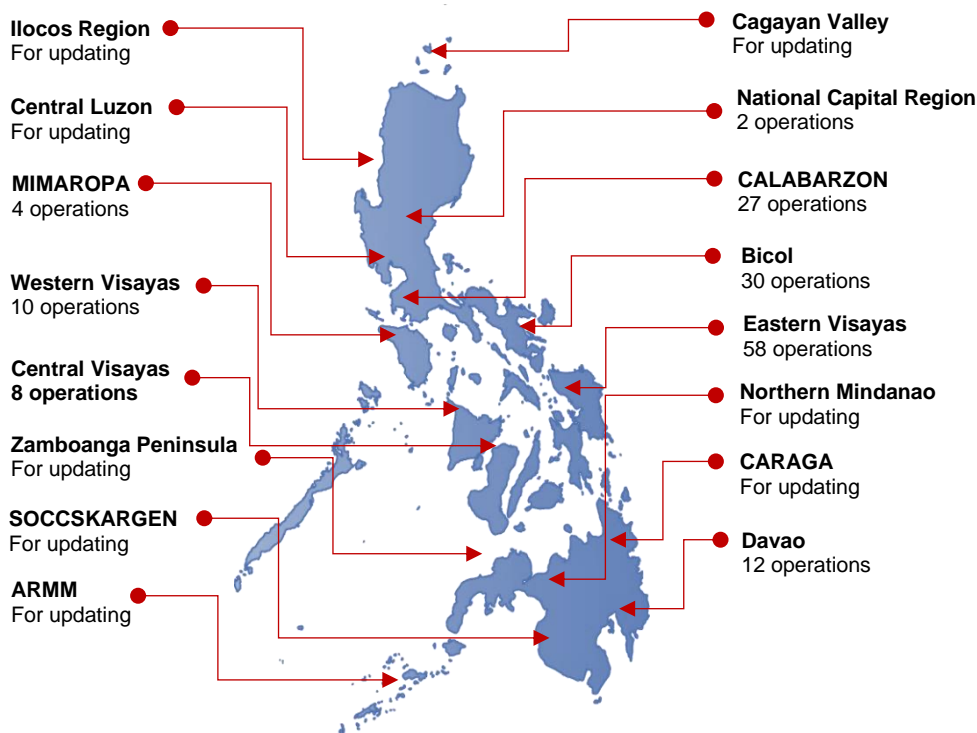 Ilocos Region
For updating
Central Luzon
For updating
MIMAROPA
4 operations
Western Visayas
10 operations
Central Visayas
8 operations
Zamboanga Peninsula
For updating
SOCCSKARGEN
For updating
ARMM
For updating
Cagayan Valley
For updating
National Capital Region
2 operations
CALABARZON
27 operations
Bicol
30 operations
Eastern Visayas
58 operations
Northern Mindanao
For updating
CARAGA
For updating
Davao
12 operations